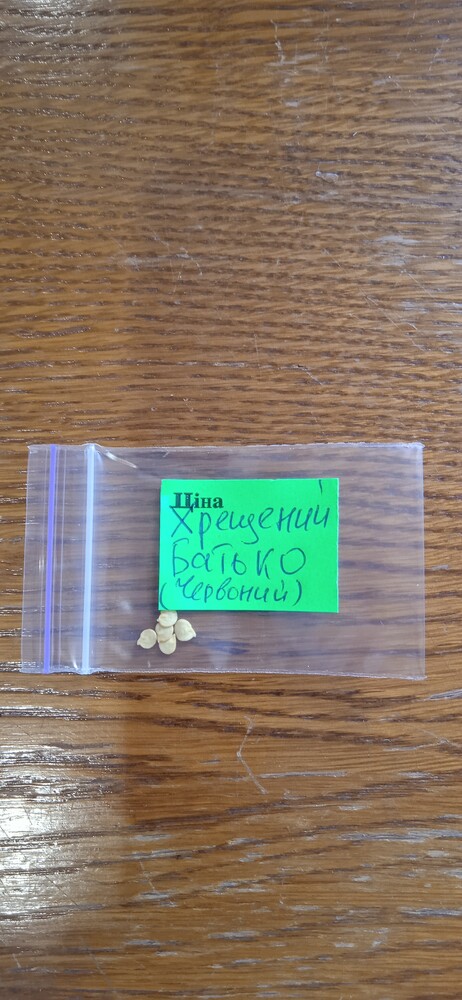 Ціна
Хрещений
Батько
(Червоний)